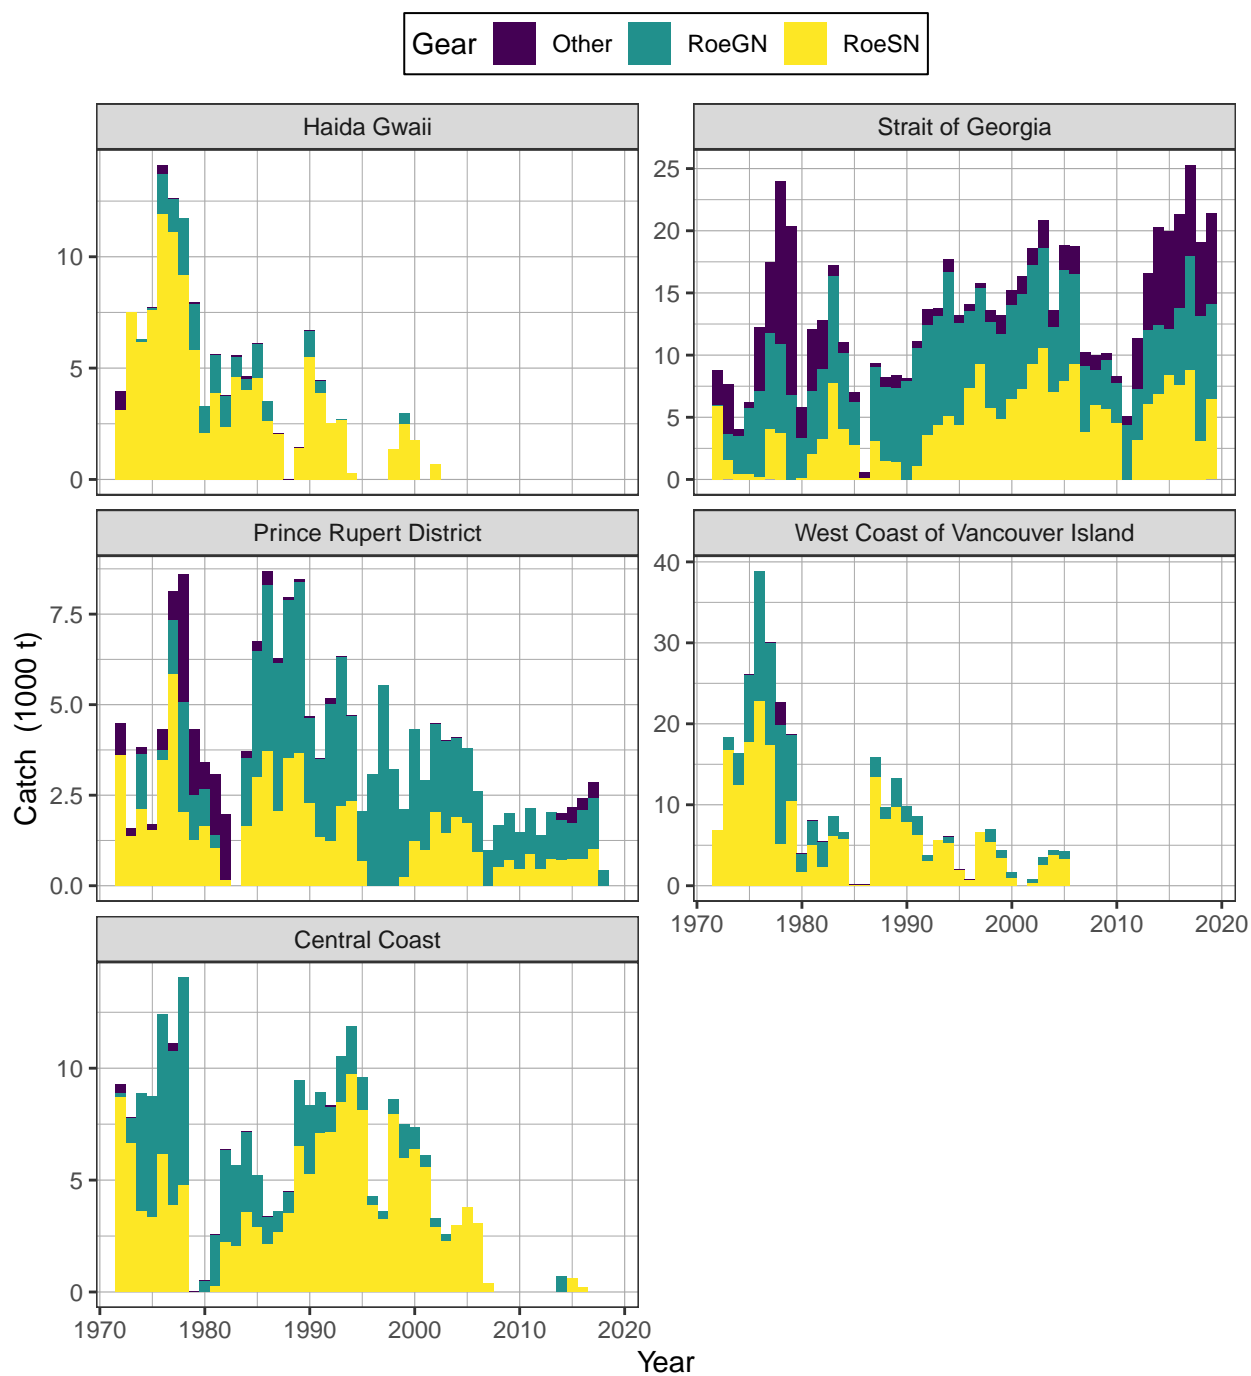 Gear Other RoeGN RoeSN
Haida Gwaii
10
5
0
Strait of Georgia
25
20
15
10
5
0
Prince Rupert District
7.5
5.0
2.5
0.0
West Coast of Vancouver Island
40
30
20
10
0
1970 1980 1990 2000 2010 2020
Central Coast
10
5
0
1970 1980 1990 2000 2010 2020
Catch (1000 t)
Year